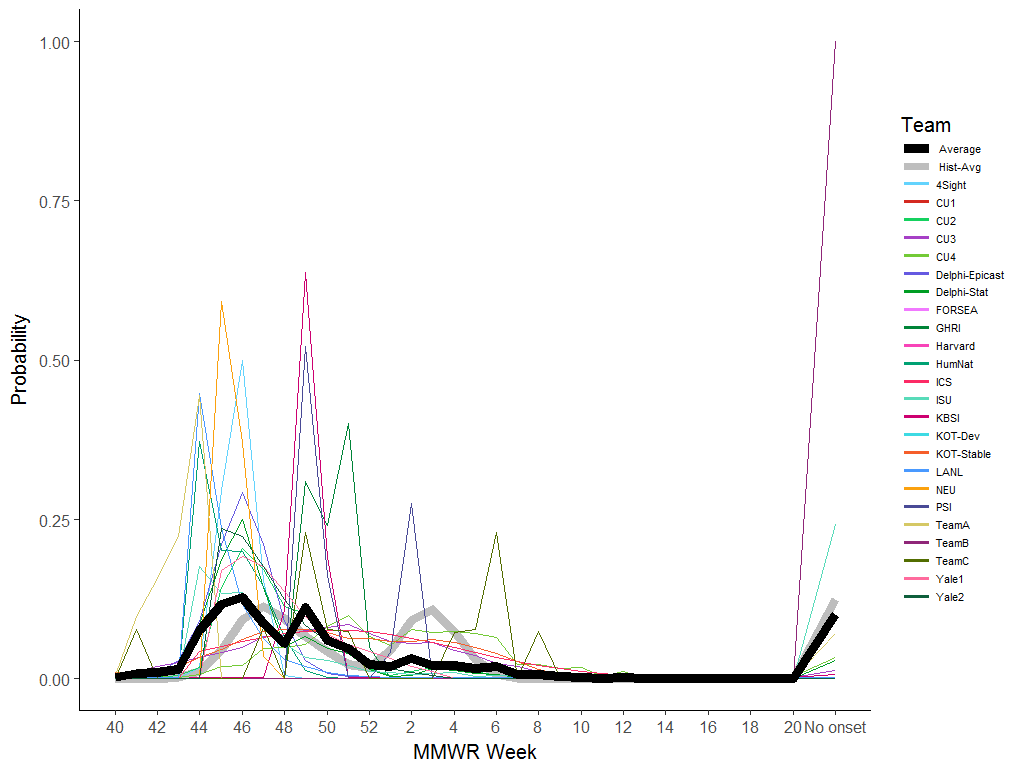 1.00
0.75
0.50
0.25
0.00
Probability
40 42 44 46 48 50 52 2 4 6 8 10 12 14 16 18 20 No onset
MMWR Week
Team
Average
Hist-Avg
4Sight
CU1
CU2
CU3
CU4
Delphi-Epicast
Delphi-Stat
FORSEA
GHRI
Harvard
HumNat
ICS
ISU
KBSI
KOT-Dev
KOT-Stable
LANL
NEU
PSI
TeamA
TeamB
TeamC
Yale1
Yale2